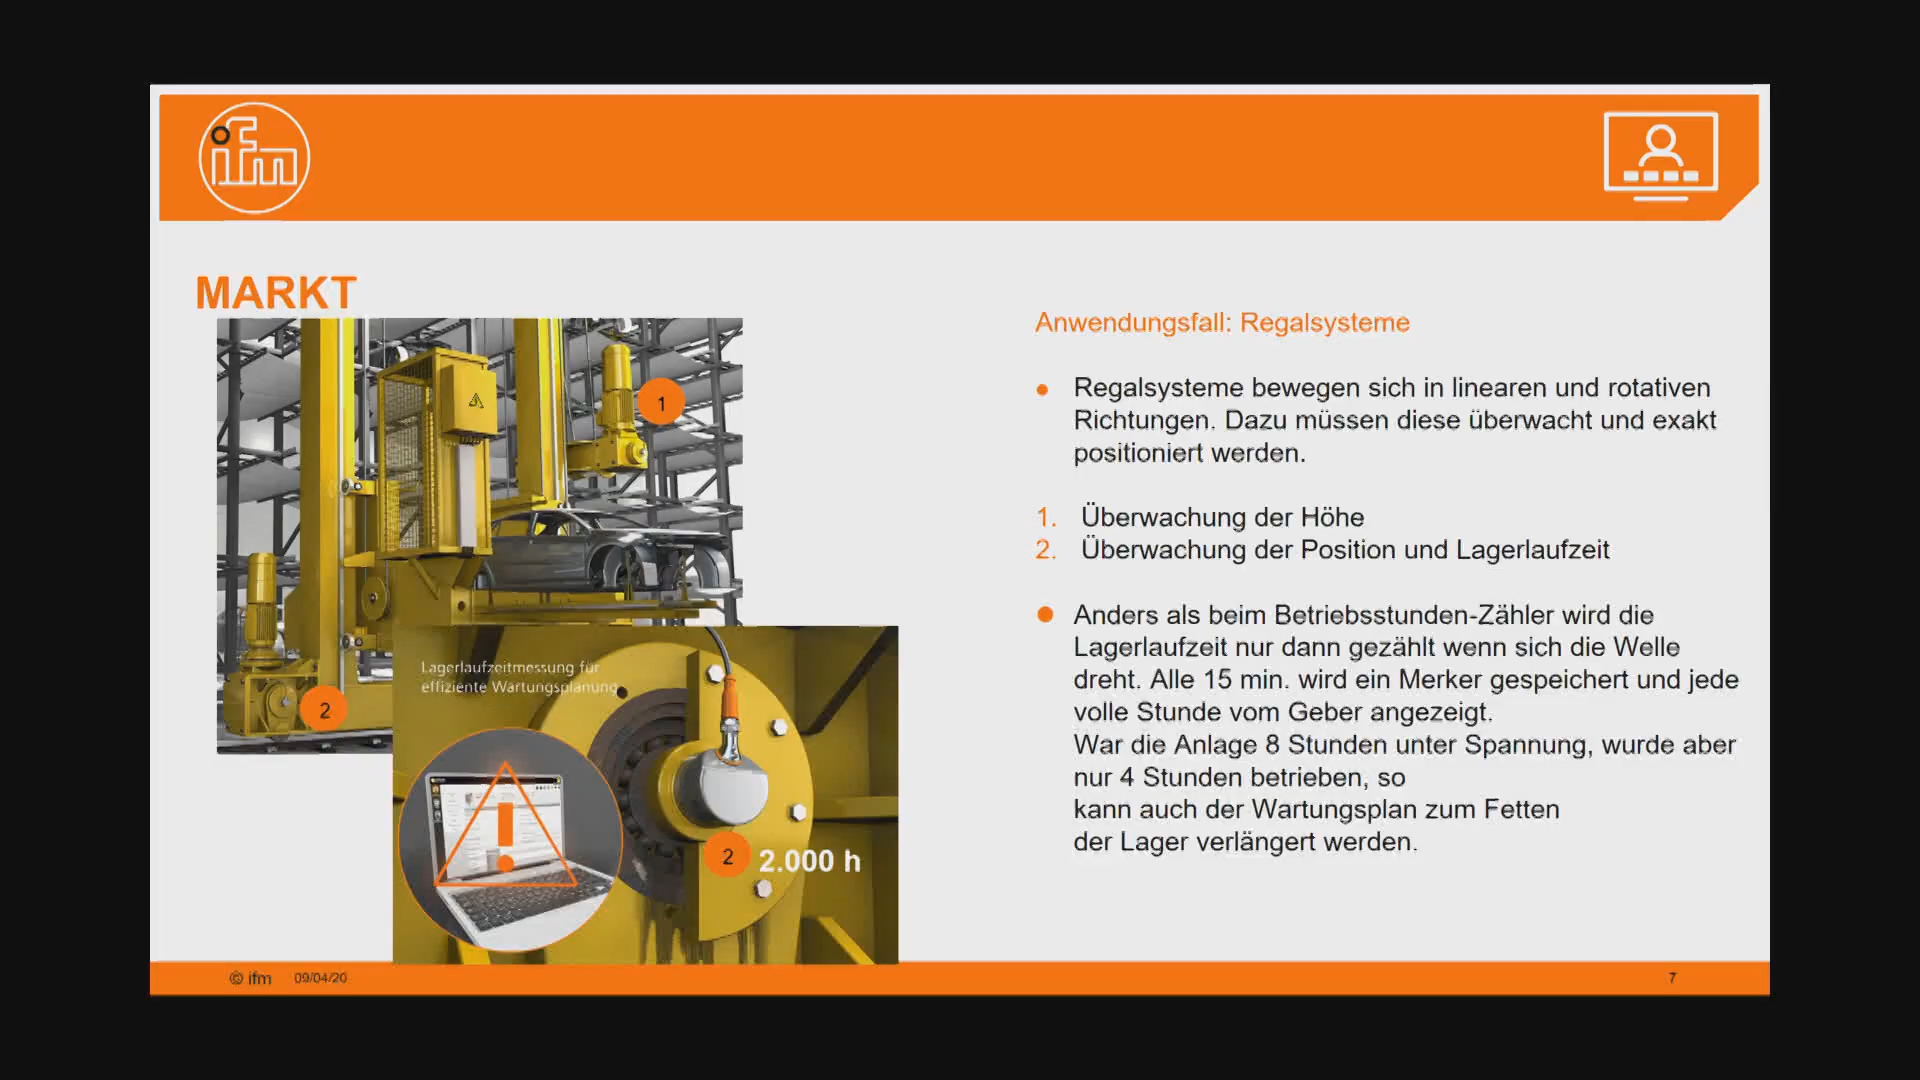 ifm
MARKT
1
2
Lagerlaufzeitmessung für
effiziente Wartungsplanung
2 2.000 h
Anwendungsfall: Regalsysteme
Regalsysteme bewegen sich in linearen und rotativen
Richtungen. Dazu müssen diese überwacht und exakt
positioniert werden.
1. Überwachung der Höhe
2. Überwachung der Position und Lagerlaufzeit
Anders als beim Betriebsstunden-Zähler wird die
Lagerlaufzeit nur dann gezählt wenn sich die Welle
dreht. Alle 15 min. wird ein Merker gespeichert und jede
volle Stunde vom Geber angezeigt.
War die Anlage 8 Stunden unter Spannung, wurde aber
nur 4 Stunden betrieben, so
kann auch der Wartungsplan zum Fetten
der Lager verlängert werden.
© ifm 09/04/20
7